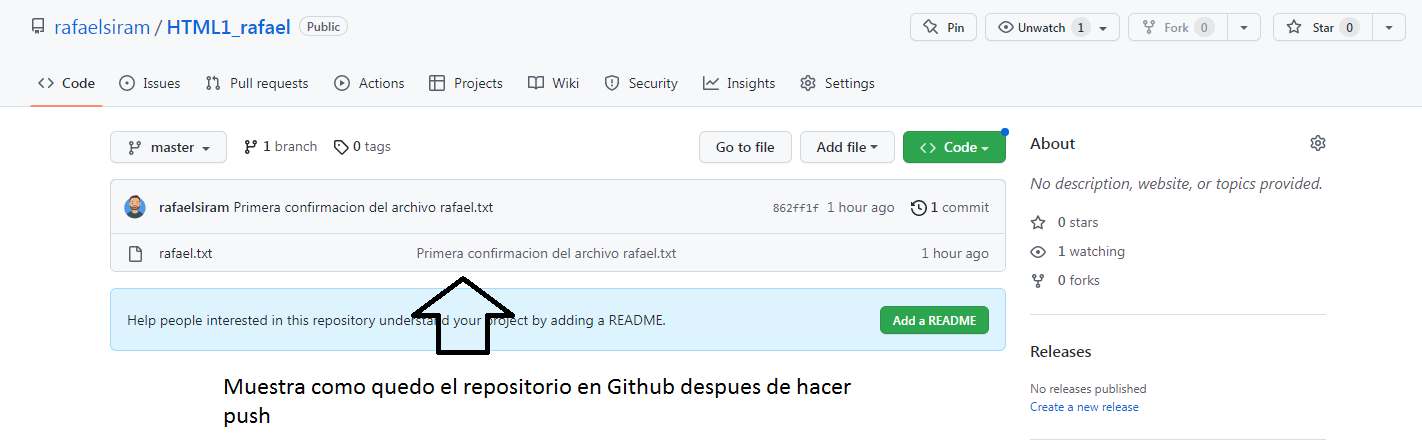 rafaelsiram / HTML1_rafael Public Pin Unwatch 1 Fork 0 Star 0
Code Issues Pull requests Actions Projects Wiki Security Insights Settings
master 1 branch 0 tags Go to file Add file Code
rafaelsiram Primera confirmacion del archivo rafael.txt 862ff1f 1 hour ago 1 commit
rafael.txt Primera confirmacion del archivo rafael.txt 1 hour ago
Help people interested in this repository understand your project by adding a README. Add a README
Muestra como quedo el repositorio en Github despues de hacer
push
About
No description, website, or topics provided.
0 stars
1 watching
0 forks
Releases
No releases published
Create a new release